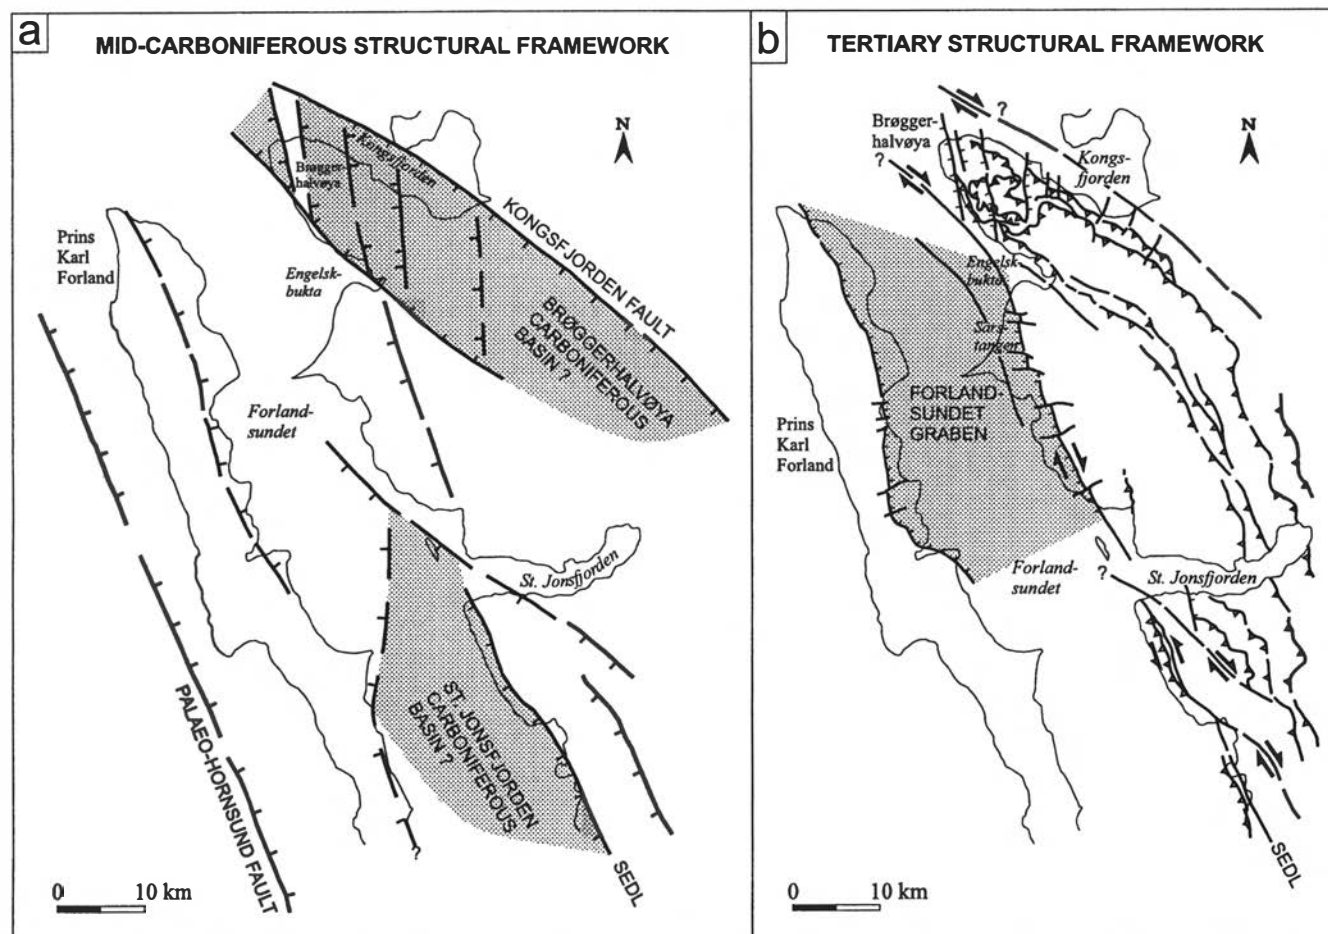 a
MID-CARBONIFEROUS STRUCTURAL FRAMEWORK
N
Kongsfjorden
Brøgger-
halvøya
KONGSFJORDEN FAULT
Prins
Karl
Forland
Engelsk-
bukta
BRØGGERHALVØYA
CARBONIFEROUS
BASIN ?
Forland-
sundet
St. Jonsfjorden
ST. JONSFJORDEN
CARBONIFEROUS
BASIN ?
PALAEO-HORNSUND FAULT
?
SEDL
0 10 km
b
TERTIARY STRUCTURAL FRAMEWORK
?
N
Brøgger-
halvøya
?
Kongs-
fjorden
Engelsk-
bukta
Sars-
tangen
FORLAND-
SUNDET
GRABEN
Prins
Karl
Forland
Forland-
sundet
?
St. Jonsfjorden
SEDL
0 10 km